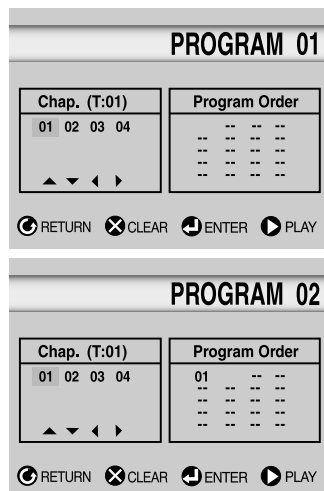 PROGRAM 01
Chap. (T:01) Program Order
01 02 03 04 -- -- --
-- -- -- --
-- -- -- --
-- -- -- --
RETURN CLEAR ENTER PLAY
PROGRAM 02
Chap. (T:01) Program Order
01 02 03 04 01 -- --
-- -- -- --
-- -- -- --
-- -- -- --
RETURN CLEAR ENTER PLAY